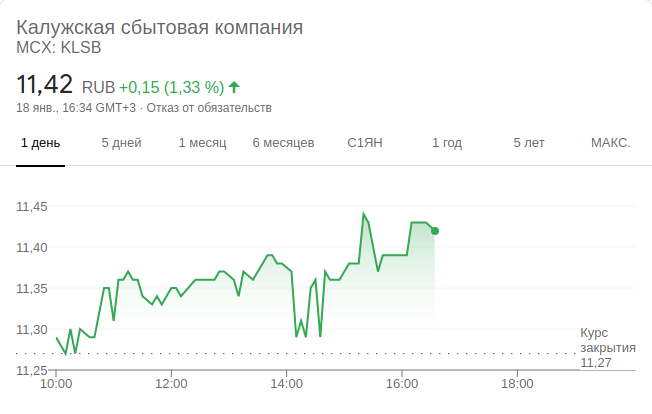 Калужская сбытовая компания
MCX: KLSB
11,42 RUB +0,15 (1,33 %)
18 янв., 16:34 GMT+3 · Отказ от обязательств
1 день 5 дней 1 месяц 6 месяцев С1ЯН 1 год 5 лет МАКС.
11,45
11,40
11,35
11,30
Курс
закрытия
11,27
11,25
10:00 12:00 14:00 16:00 18:00